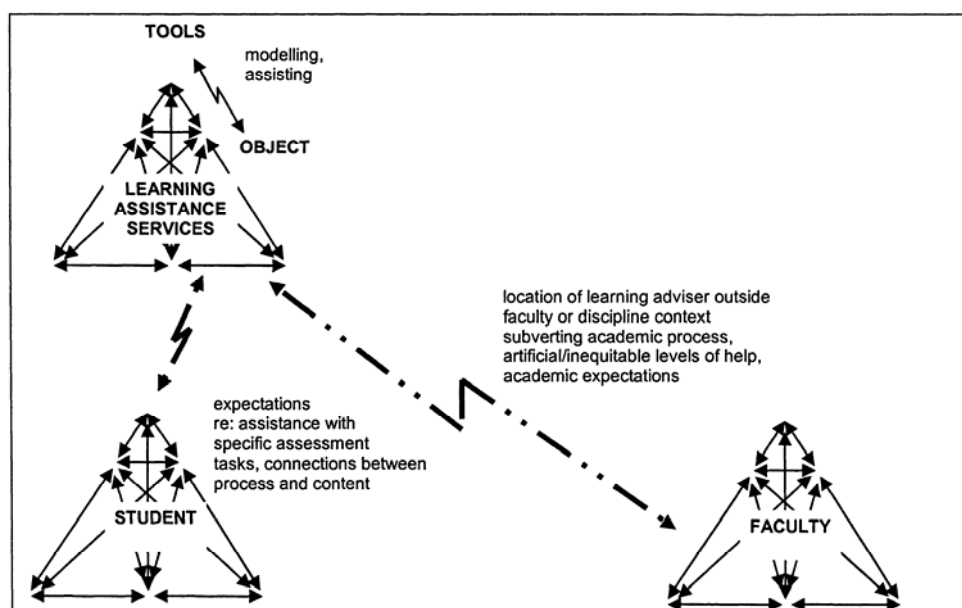 TOOLS
modelling,
assisting
OBJECT
LEARNING
ASSISTANCE
SERVICES
location of learning adviser outside
faculty or discipline context
subverting academic process,
artificial/inequitable levels of help,
academic expectations
expectations
re: assistance with
specific assessment
tasks, connections between
process and content
STUDENT
FACULTY